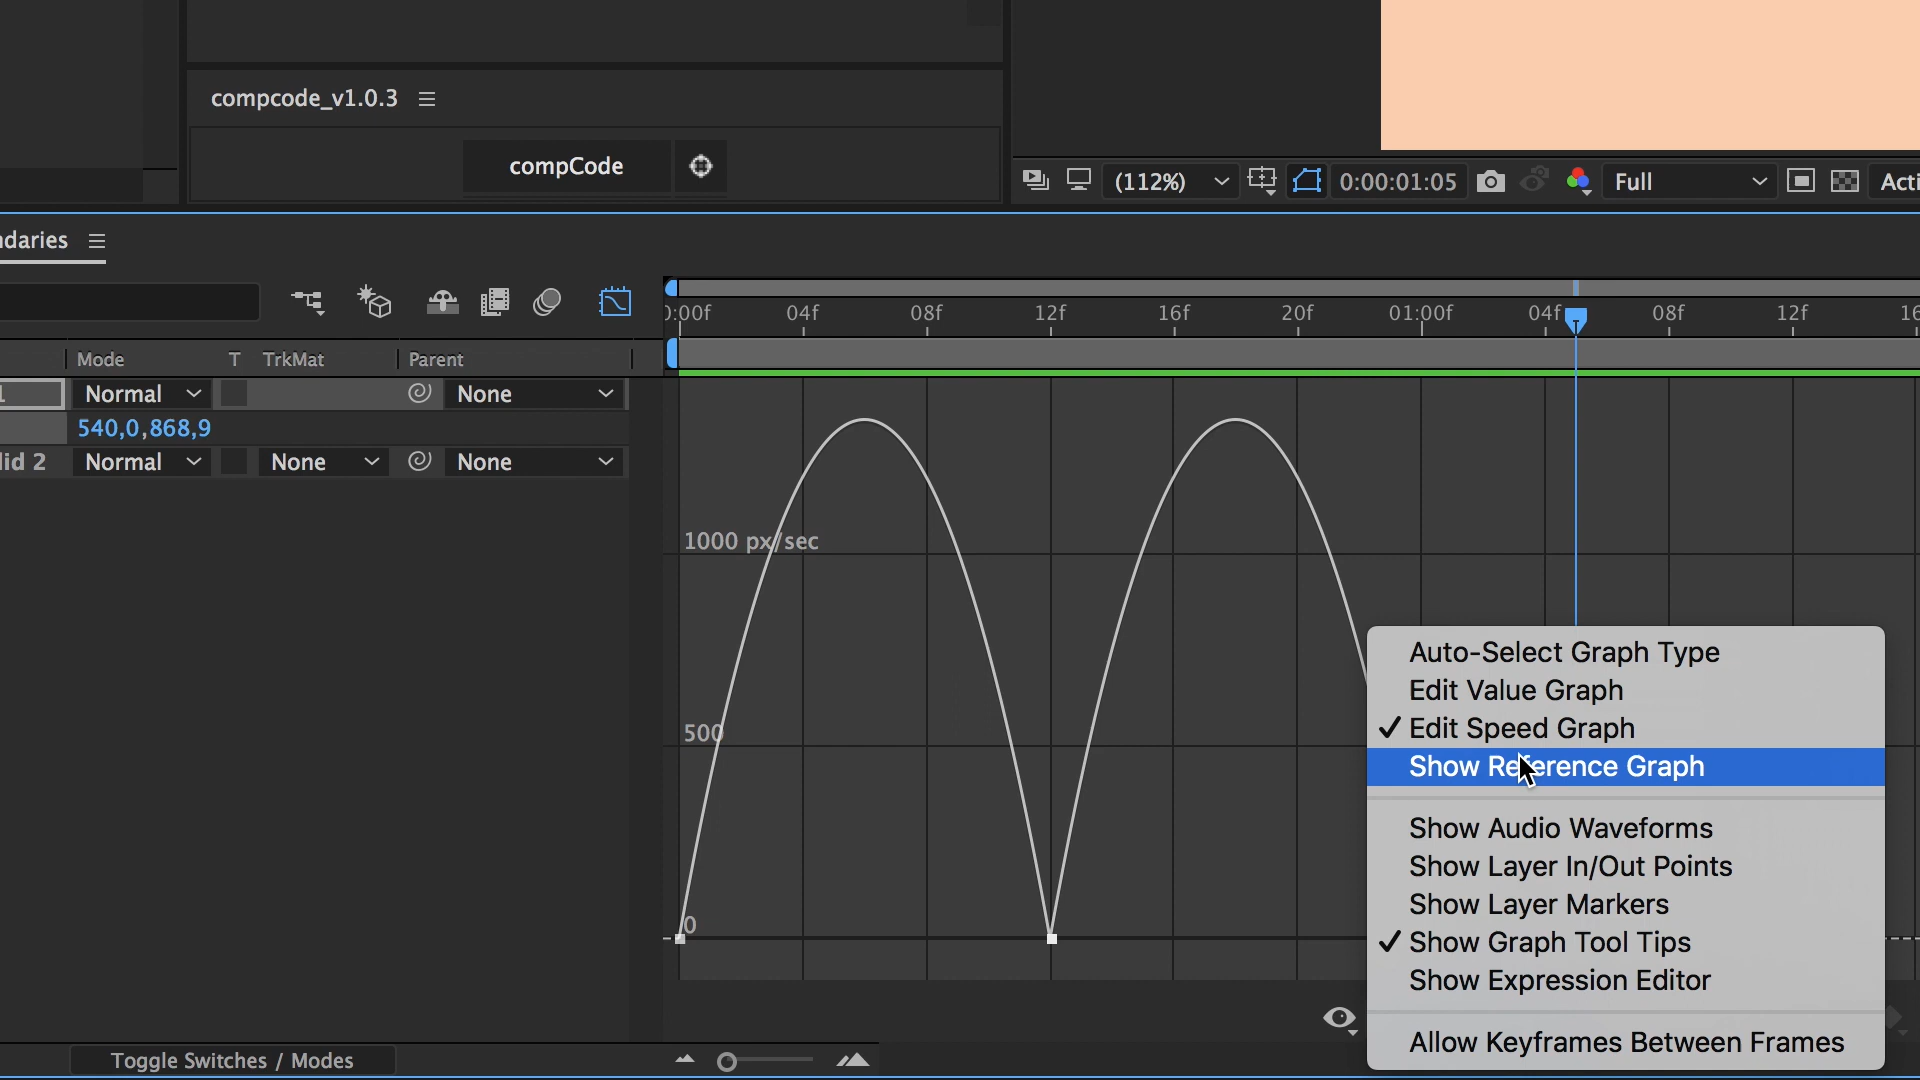 compcode_v1.0.3
compCode
(112%)
0:00:01:05
Full
Acti
ndaries
0:00f 04f 08f 12f 16f 20f 01:00f 04f 08f 12f 16
Mode T TrkMat Parent
1 Normal None
540,0,868,9
lid 2 Normal None None
1000 px/sec
500
0
Auto-Select Graph Type
Edit Value Graph
Edit Speed Graph
Show Reference Graph
Show Audio Waveforms
Show Layer In/Out Points
Show Layer Markers
Show Graph Tool Tips
Show Expression Editor
Allow Keyframes Between Frames
Toggle Switches / Modes